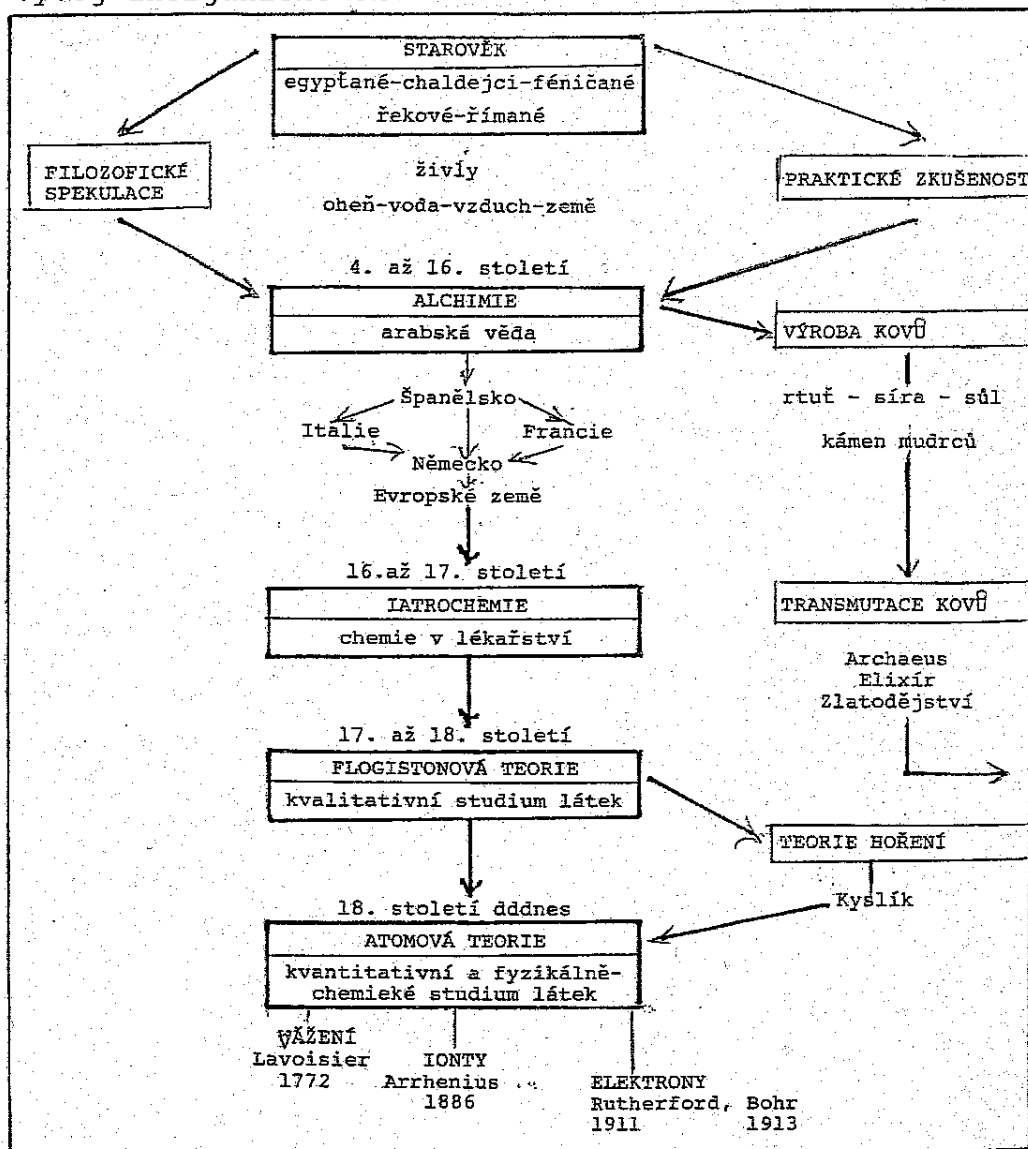 STAROVĚK
egypťané-chaldejci-féničané
řekové-římané
FILOZOFICKÉ
SPEKULACE
živly
oheň-voda-vzduch-země
PRAKTICKÉ ZKUŠENOST
4. až 16. století
ALCHIMIE
arabská věda
VÝROBA KOVŮ
rtuť - síra - sůl
kámen mudrců
Španělsko
Itálie
Francie
Německo
Evropské země
16.až 17. století
IATROCHEMIE
chemie v lékařství
TRANSMUTACE KOVŮ
Archaeus
Elixír
Zlatodějství
17. až 18. století
FLOGISTONOVÁ TEORIE
kvalitativní studium látek
TEORIE HOŘENÍ
Kyslík
18. století dddnes
ATOMOVÁ TEORIE
kvantitativní a fyzikálně-
chemieké studium látek
VÁŽENÍ
Lavoisier
1772
IONTY
Arrhenius
1886
ELEKTRONY
Rutherford, Bohr
1911 1913